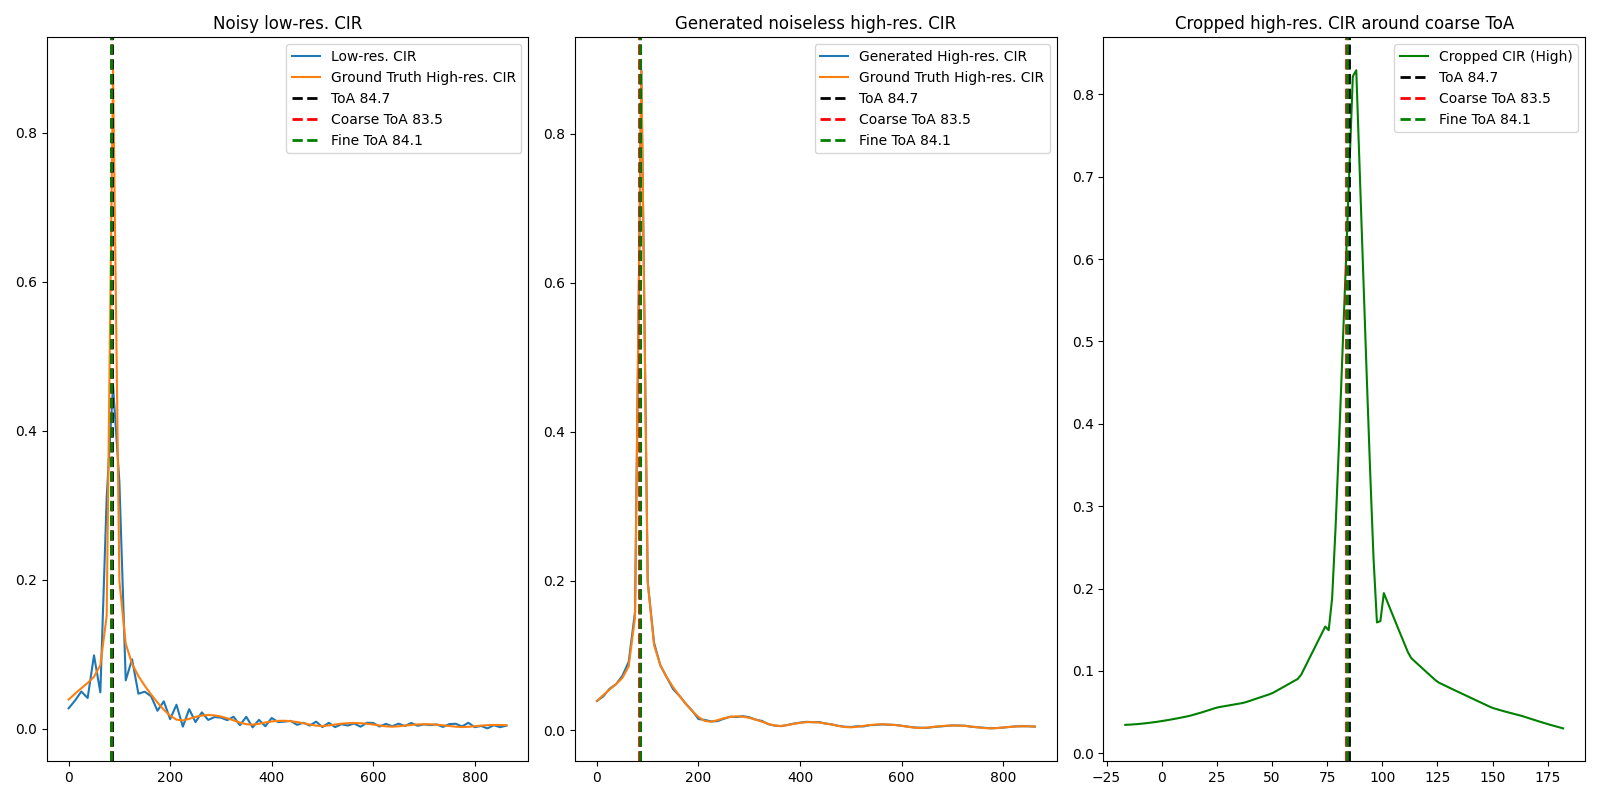 Noisy low-res. CIR
Low-res. CIR
Ground Truth High-res. CIR
ToA 84.7
Coarse ToA 83.5
Fine ToA 84.1
0.8
0.6
0.4
0.2
0.0
0 200 400 600 800
Generated noiseless high-res. CIR
Generated High-res. CIR
Ground Truth High-res. CIR
ToA 84.7
Coarse ToA 83.5
Fine ToA 84.1
0.8
0.6
0.4
0.2
0.0
0 200 400 600 800
Cropped high-res. CIR around coarse ToA
Cropped CIR (High)
ToA 84.7
Coarse ToA 83.5
Fine ToA 84.1
0.8
0.7
0.6
0.5
0.4
0.3
0.2
0.1
0.0
−25 0 25 50 75 100 125 150 175